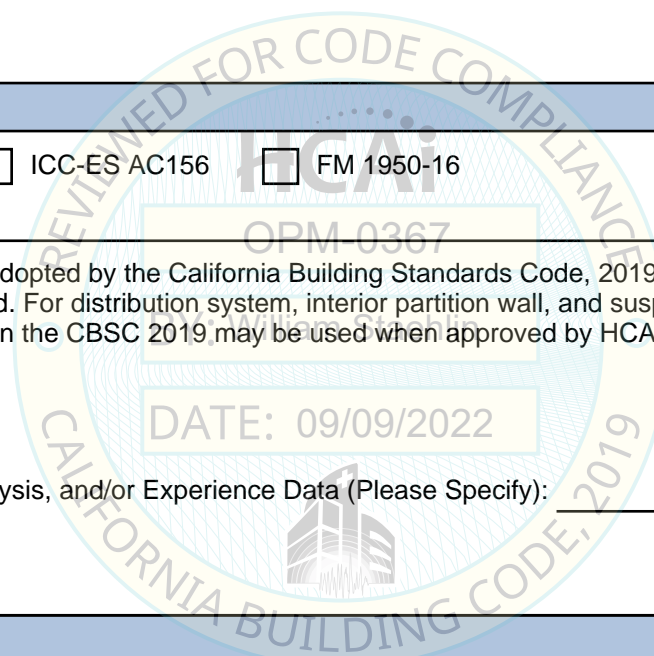 REVIEWED FOR CODE COMPLIANCE
HCAi
ICC-ES AC156 FM 1950-16
OPM-0367
dopted by the California Building Standards Code, 2019
d. For distribution system, interior partition wall, and sus
n the CBSC 2019 may be used when approved by HCA
BY: William Staehlin
DATE: 09/09/2022
ysis, and/or Experience Data (Please Specify):
CALIFORNIA BUILDING CODE, 2019